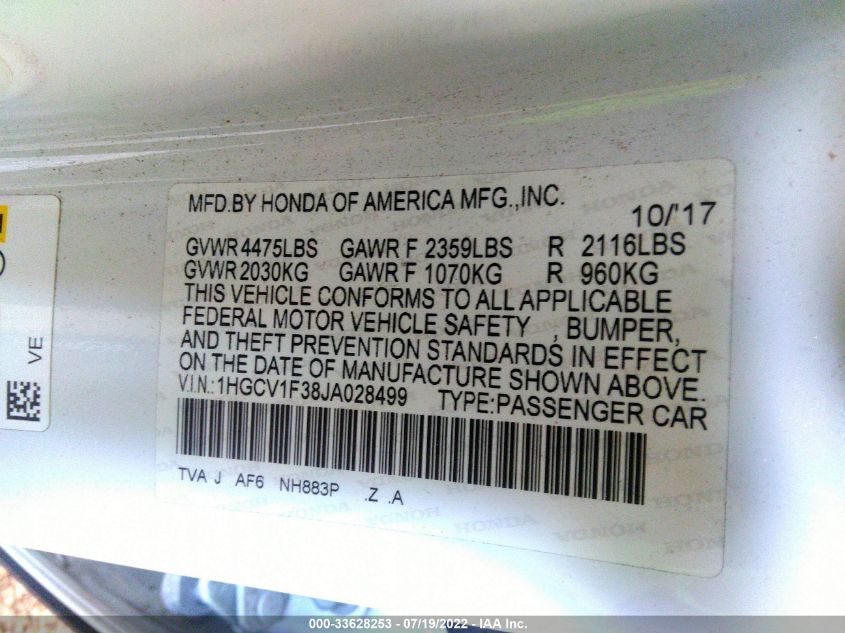 MFD.BY HONDA OF AMERICA MFG.,INC. 10/'17
GVWR 4475LBS GAWR F 2359LBS R 2116LBS
GVWR 2030KG GAWR F 1070KG R 960KG
THIS VEHICLE CONFORMS TO ALL APPLICABLE
FEDERAL MOTOR VEHICLE SAFETY , BUMPER,
AND THEFT PREVENTION STANDARDS IN EFFECT
ON THE DATE OF MANUFACTURE SHOWN ABOVE.
V.I.N.:1HGCV1F38JA028499 TYPE:PASSENGER CAR
TVA J AF6 NH883P .Z .A
VE
000-33628253 - 07/19/2022 - IAA Inc.